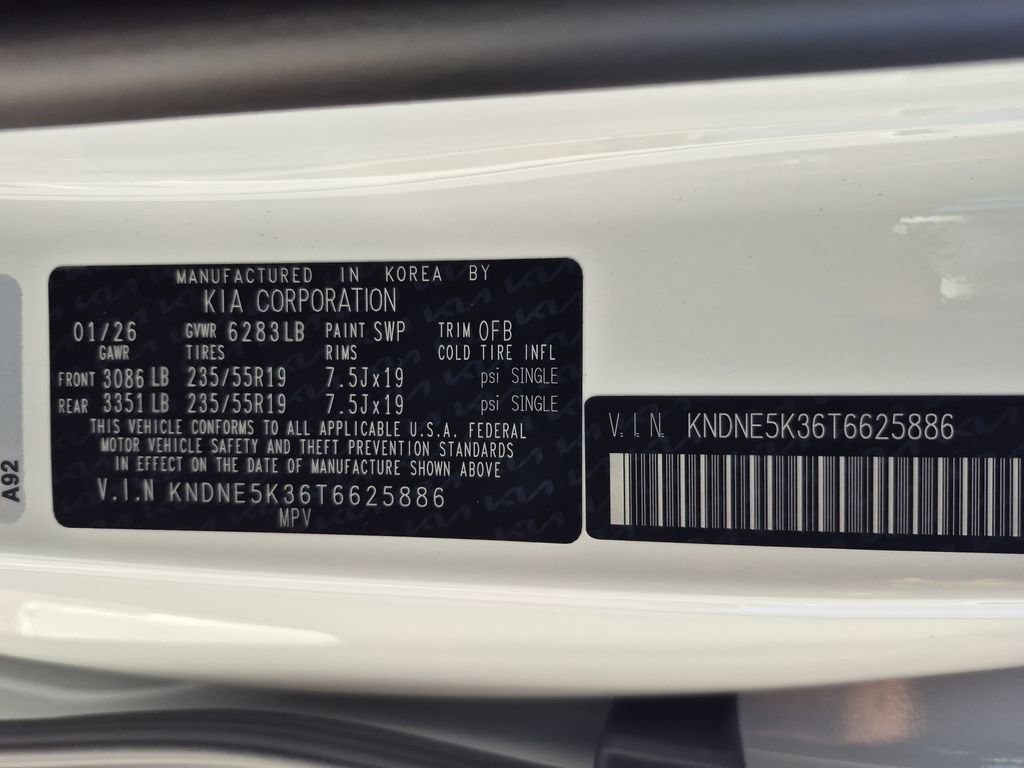 MANUFACTURED IN KOREA BY
KIA CORPORATION
01/26 GVWR 6283LB PAINT SWP TRIM OFB
GAWR TIRES RIMS COLD TIRE INFL
FRONT 3086 LB 235/55R19 7.5Jx19 psi SINGLE
REAR 3351 LB 235/55R19 7.5Jx19 psi SINGLE
THIS VEHICLE CONFORMS TO ALL APPLICABLE U.S.A. FEDERAL
MOTOR VEHICLE SAFETY AND THEFT PREVENTION STANDARDS
IN EFFECT ON THE DATE OF MANUFACTURE SHOWN ABOVE
V.I.N KNDNE5K36T6625886
MPV
V.I.N. KNDNE5K36T6625886
A92